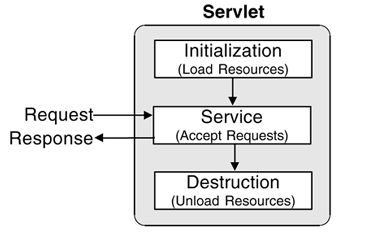 Servlet
Initialization
(Load Resources)
Request
Service
Response
(Accept Requests)
Destruction
(Unload Resources)